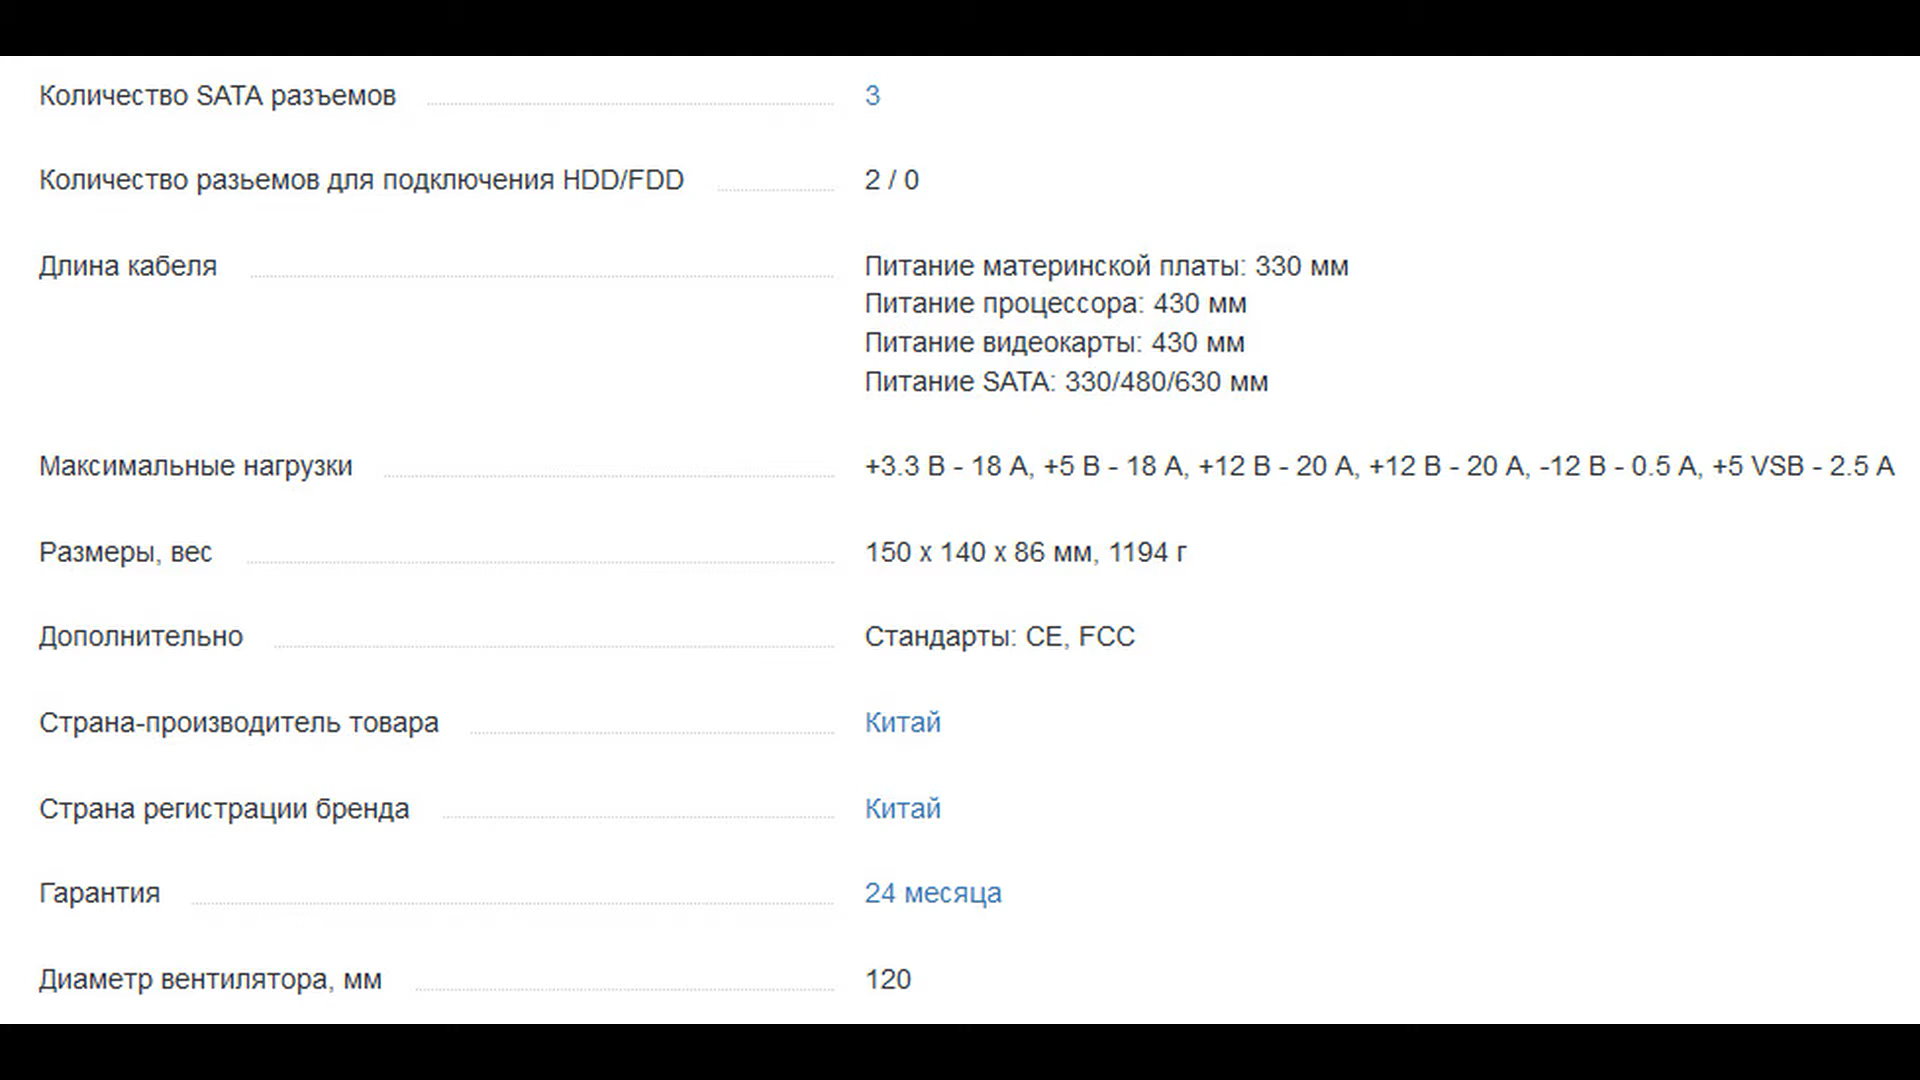 Количество SATA разъемов 3
Количество разьемов для подключения HDD/FDD 2 / 0
Длина кабеля Питание материнской платы: 330 мм
Питание процессора: 430 мм
Питание видеокарты: 430 мм
Питание SATA: 330/480/630 мм
Максимальные нагрузки +3.3 В - 18 А, +5 В - 18 А, +12 В - 20 А, +12 В - 20 А, -12 В - 0.5 А, +5 VSB - 2.5 А
Размеры, вес 150 x 140 x 86 мм, 1194 г
Дополнительно Стандарты: CE, FCC
Страна-производитель товара Китай
Страна регистрации бренда Китай
Гарантия 24 месяца
Диаметр вентилятора, мм 120